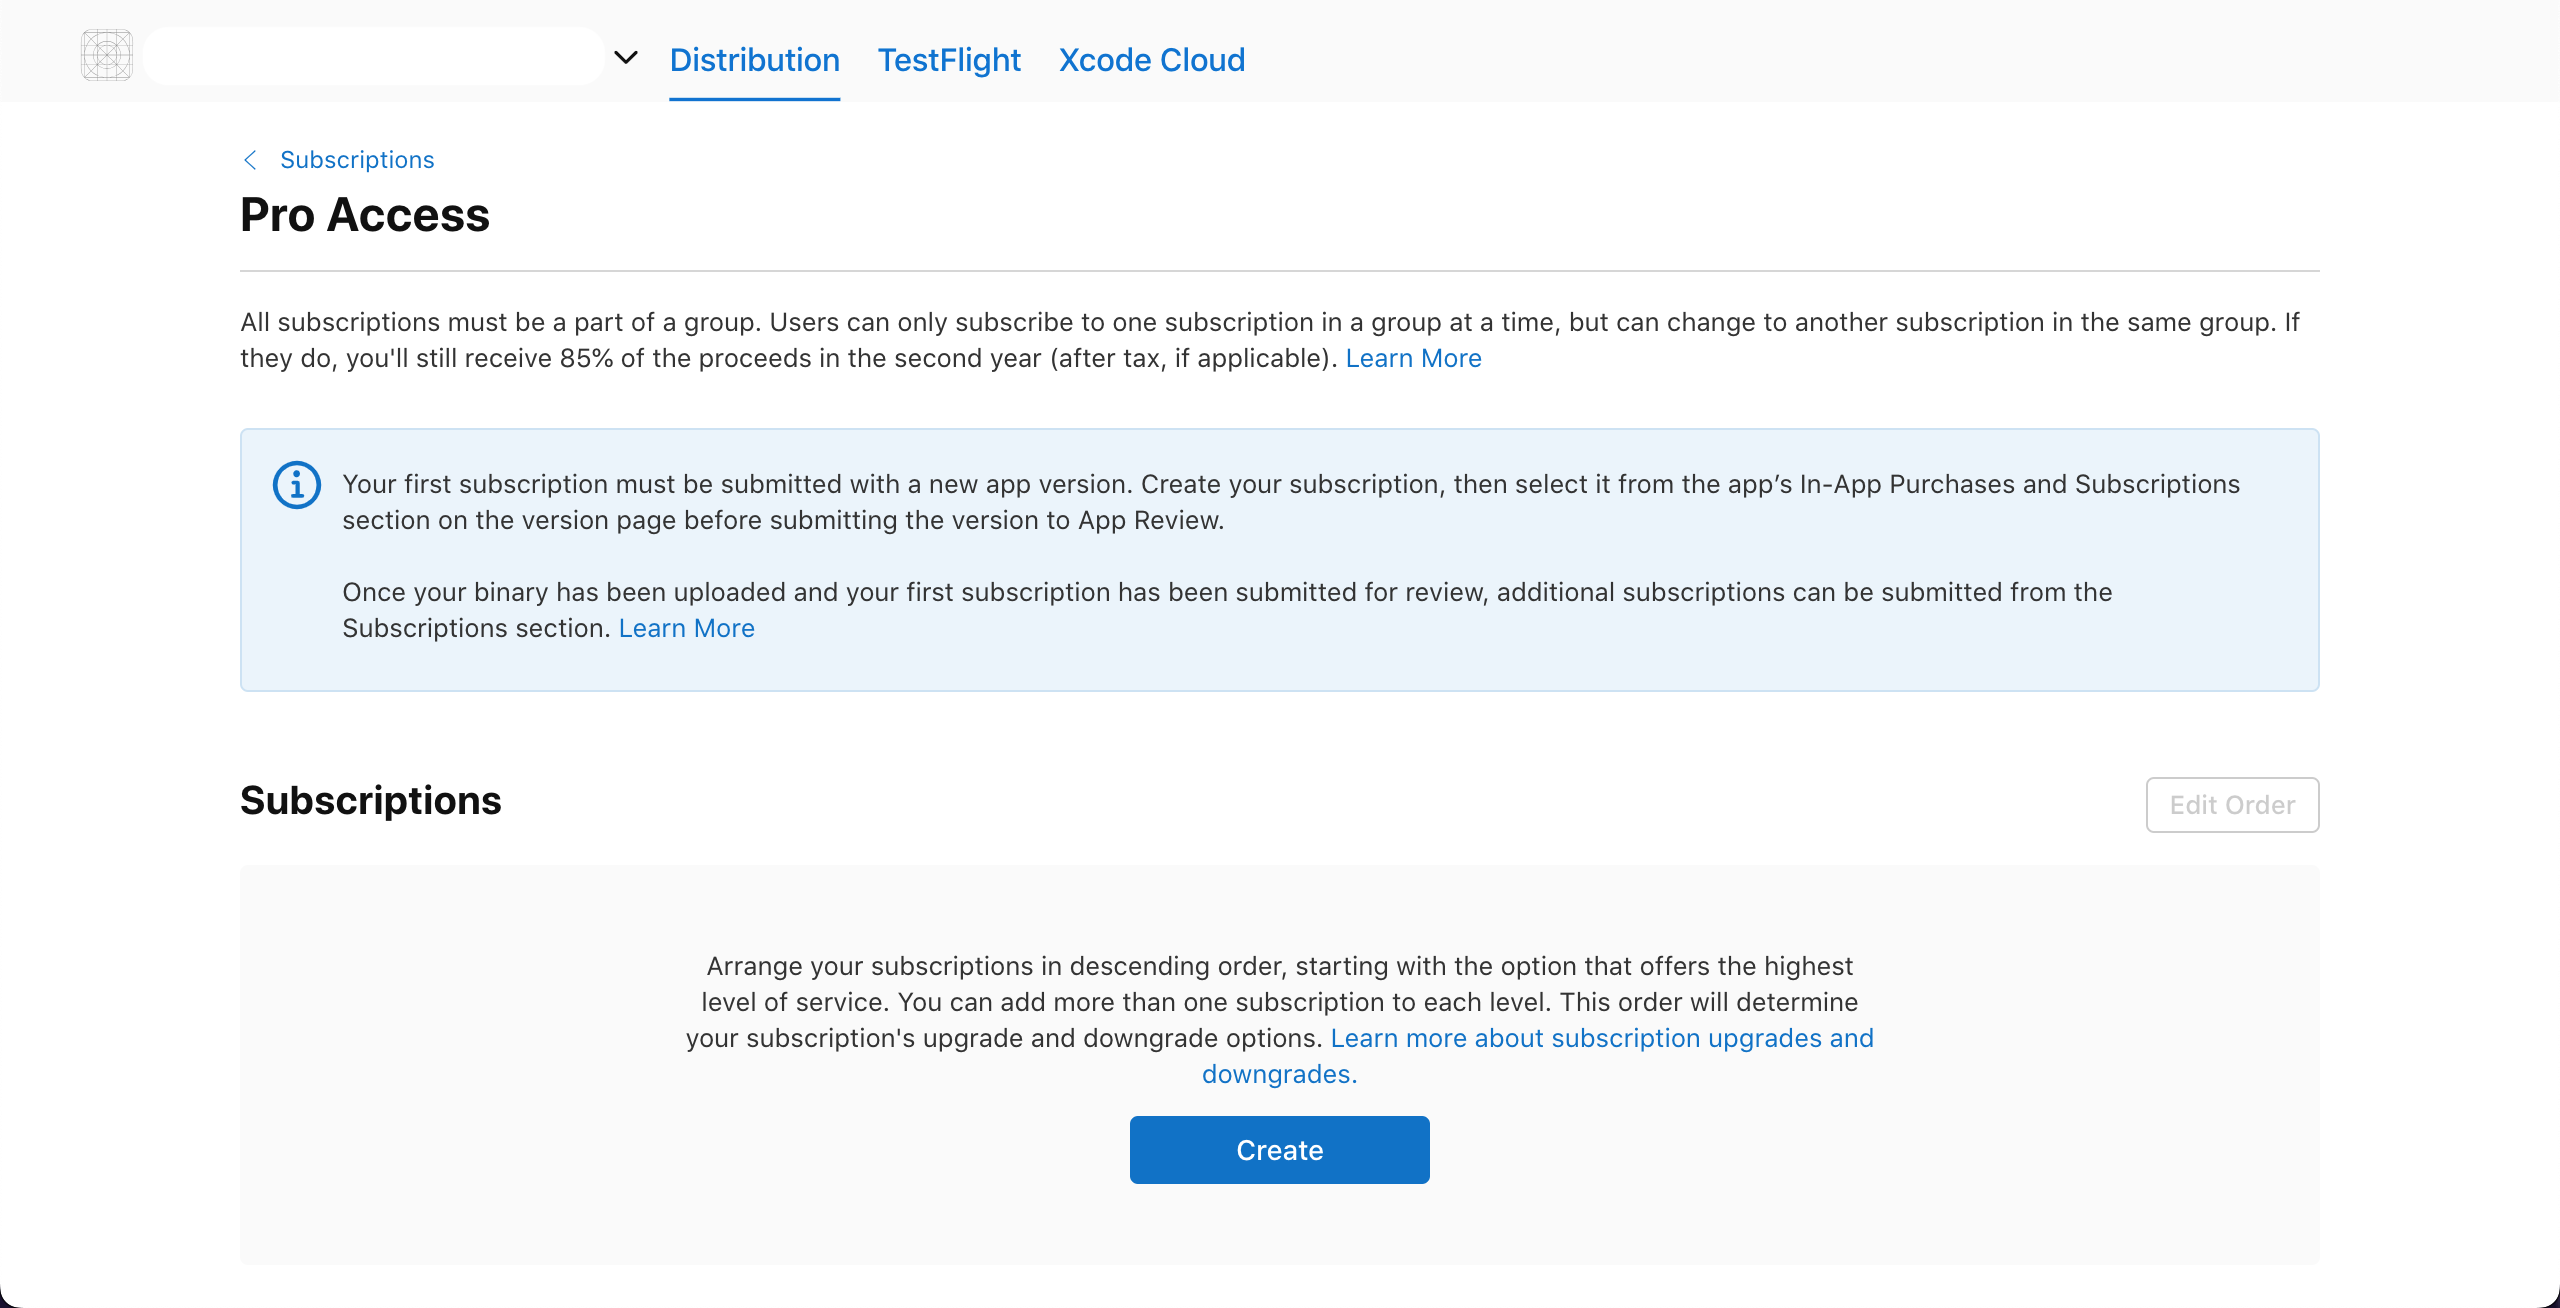 Distribution TestFlight Xcode Cloud
Subscriptions
Pro Access
All subscriptions must be a part of a group. Users can only subscribe to one subscription in a group at a time, but can change to another subscription in the same group. If
they do, you'll still receive 85% of the proceeds in the second year (after tax, if applicable). Learn More
Your first subscription must be submitted with a new app version. Create your subscription, then select it from the app’s In-App Purchases and Subscriptions
section on the version page before submitting the version to App Review.
Once your binary has been uploaded and your first subscription has been submitted for review, additional subscriptions can be submitted from the
Subscriptions section. Learn More
Subscriptions
Edit Order
Arrange your subscriptions in descending order, starting with the option that offers the highest
level of service. You can add more than one subscription to each level. This order will determine
your subscription's upgrade and downgrade options. Learn more about subscription upgrades and
downgrades.
Create